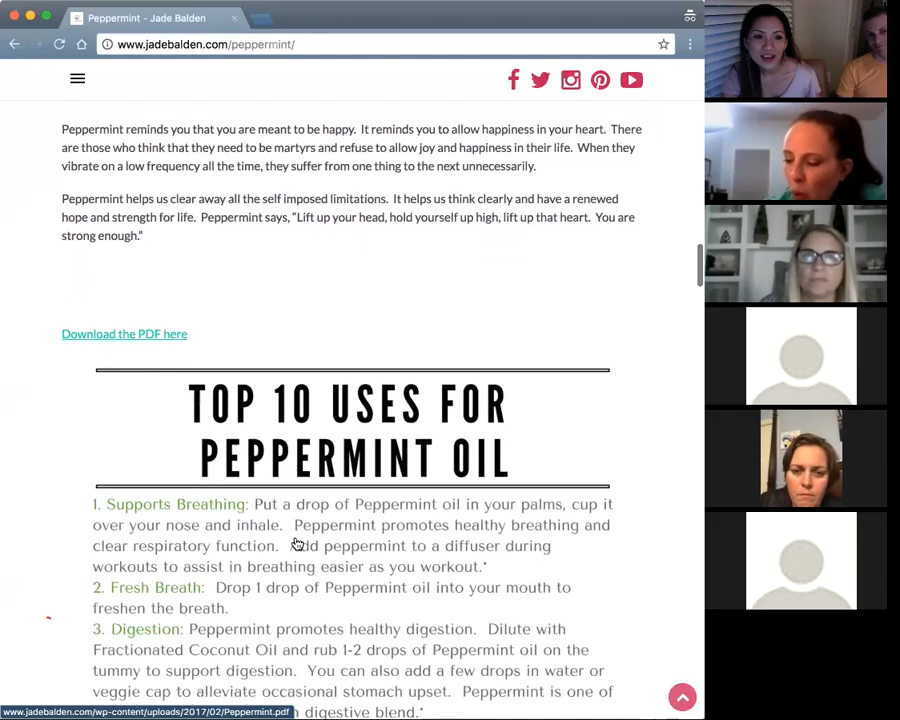 Peppermint - Jade Balden
www.jadebalden.com/peppermint/
Peppermint reminds you that you are meant to be happy. It reminds you to allow happiness in your heart. There
are those who think that they need to be martyrs and refuse to allow joy and happiness in their life. When they
vibrate on a low frequency all the time, they suffer from one thing to the next unnecessarily.
Peppermint helps us clear away all the self imposed limitations. It helps us think clearly and have a renewed
hope and strength for life. Peppermint says, “Lift up your head, hold yourself up high, lift up that heart. You are
strong enough.”
Download the PDF here
TOP 10 USES FOR
PEPPERMINT OIL
1. Supports Breathing: Put a drop of Peppermint oil in your palms, cup it
over your nose and inhale. Peppermint promotes healthy breathing and
clear respiratory function. Add peppermint to a diffuser during
workouts to assist in breathing easier as you workout.*
2. Fresh Breath: Drop 1 drop of Peppermint oil into your mouth to
freshen the breath.
3. Digestion: Peppermint promotes healthy digestion. Dilute with
Fractionated Coconut Oil and rub 1-2 drops of Peppermint oil on the
tummy to support digestion. You can also add a few drops in water or
veggie cap to alleviate occasional stomach upset. Peppermint is one of
digestive blend.*
www.jadebalden.com/wp-content/uploads/2017/02/Peppermint.pdf